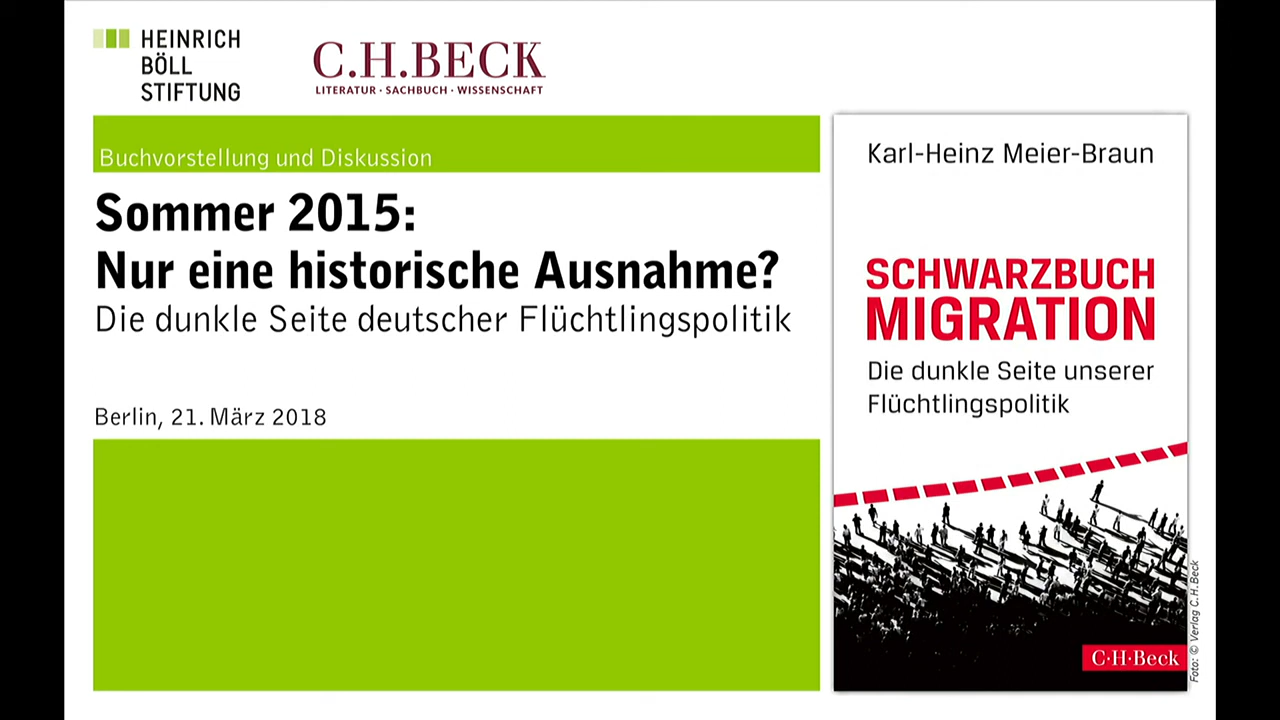 HEINRICH
BÖLL
STIFTUNG
C.H.BECK
LITERATUR · SACHBUCH · WISSENSCHAFT
Buchvorstellung und Diskussion
Sommer 2015:
Nur eine historische Ausnahme?
Die dunkle Seite deutscher Flüchtlingspolitik
Berlin, 21. März 2018
Karl-Heinz Meier-Braun
SCHWARZBUCH
MIGRATION
Die dunkle Seite unserer
Flüchtlingspolitik
C·H·Beck
Foto: © Verlag C.H.Beck